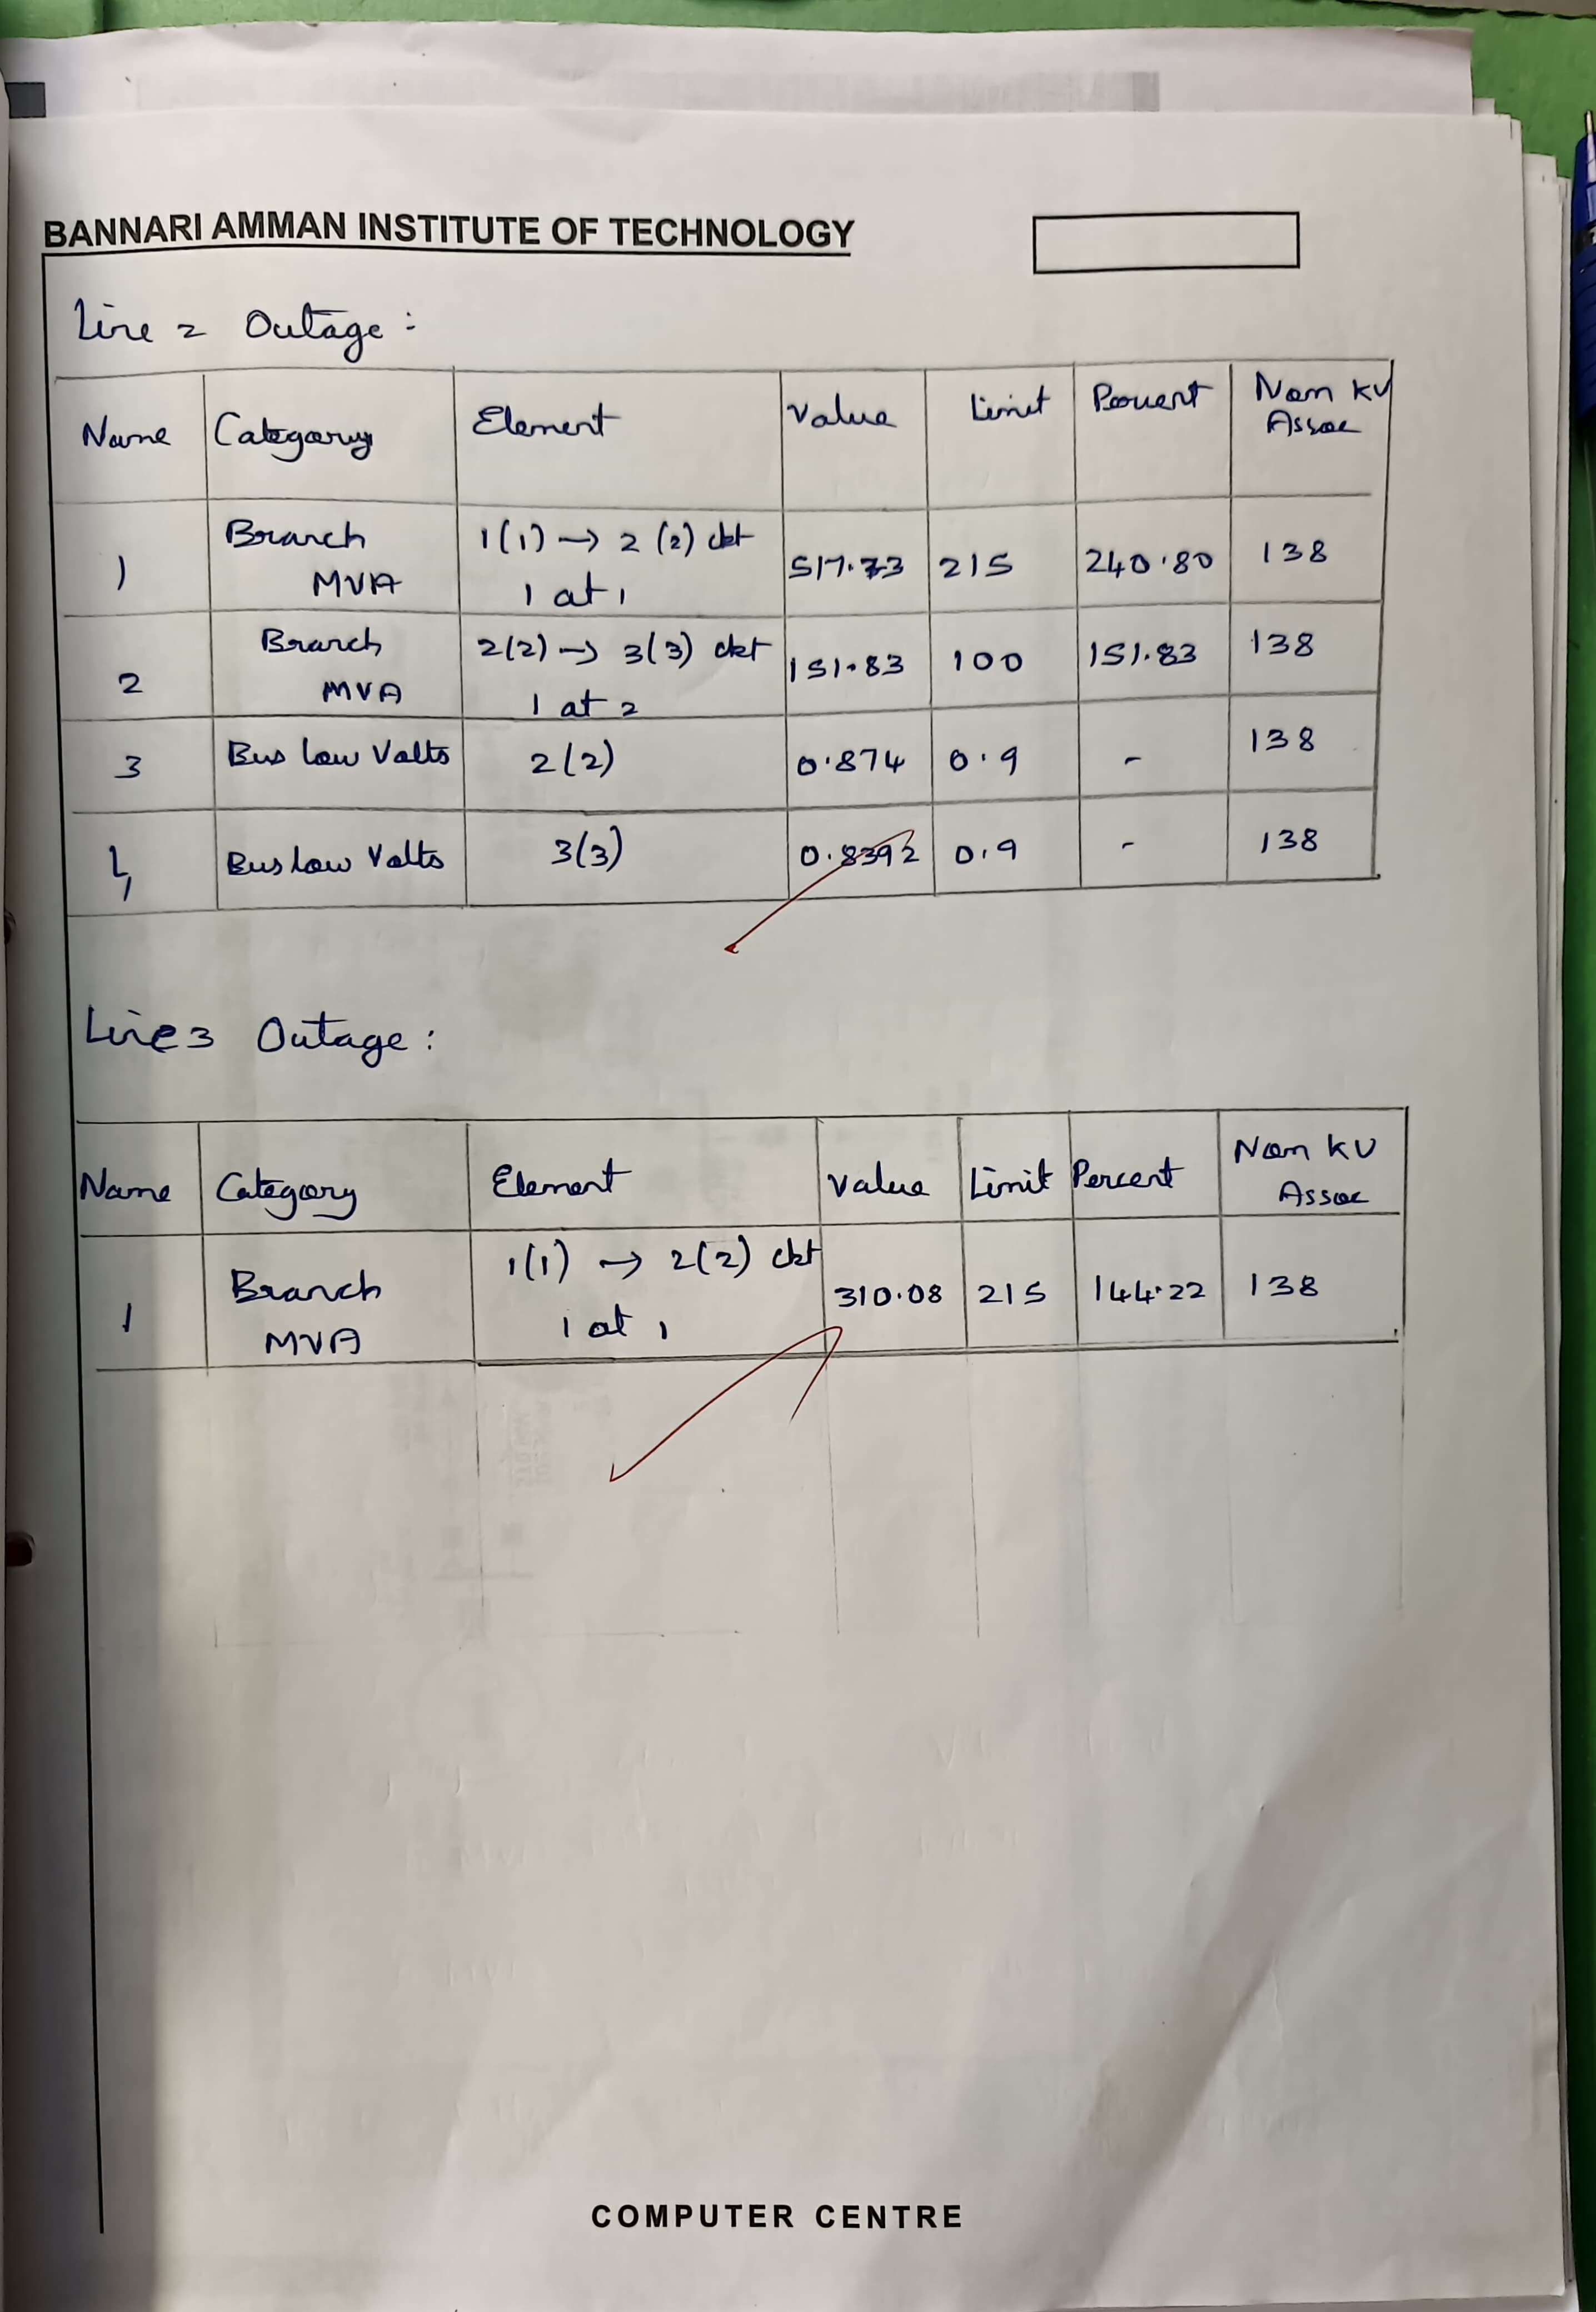 BANNARI AMMAN INSTITUTE OF TECHNOLOGY
Line 2 Outage :
Name Category Element Value Limit Percent Nom kV Assoc
1 Branch MVA 1(1) → 2 (2) ckt 1 at 1 517.73 215 240.80 138
2 Branch MVA 2(2) → 3(3) ckt 1 at 2 151.83 100 151.83 138
3 Bus low Volts 2(2) 0.874 0.9 - 138
4 Bus low Volts 3(3) 0.8392 0.9 - 138
Line 3 Outage :
Name Category Element Value Limit Percent Nom kV Assoc
1 Branch MVA 1(1) → 2(2) ckt 1 at 1 310.08 215 144.22 138
COMPUTER CENTRE